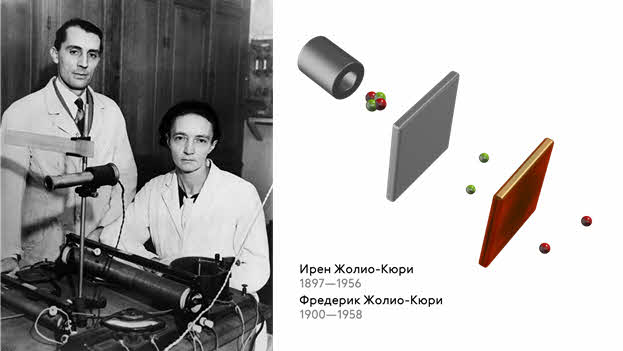 Ирен Жолио-Кюри
1897—1956
Фредерик Жолио-Кюри
1900—1958